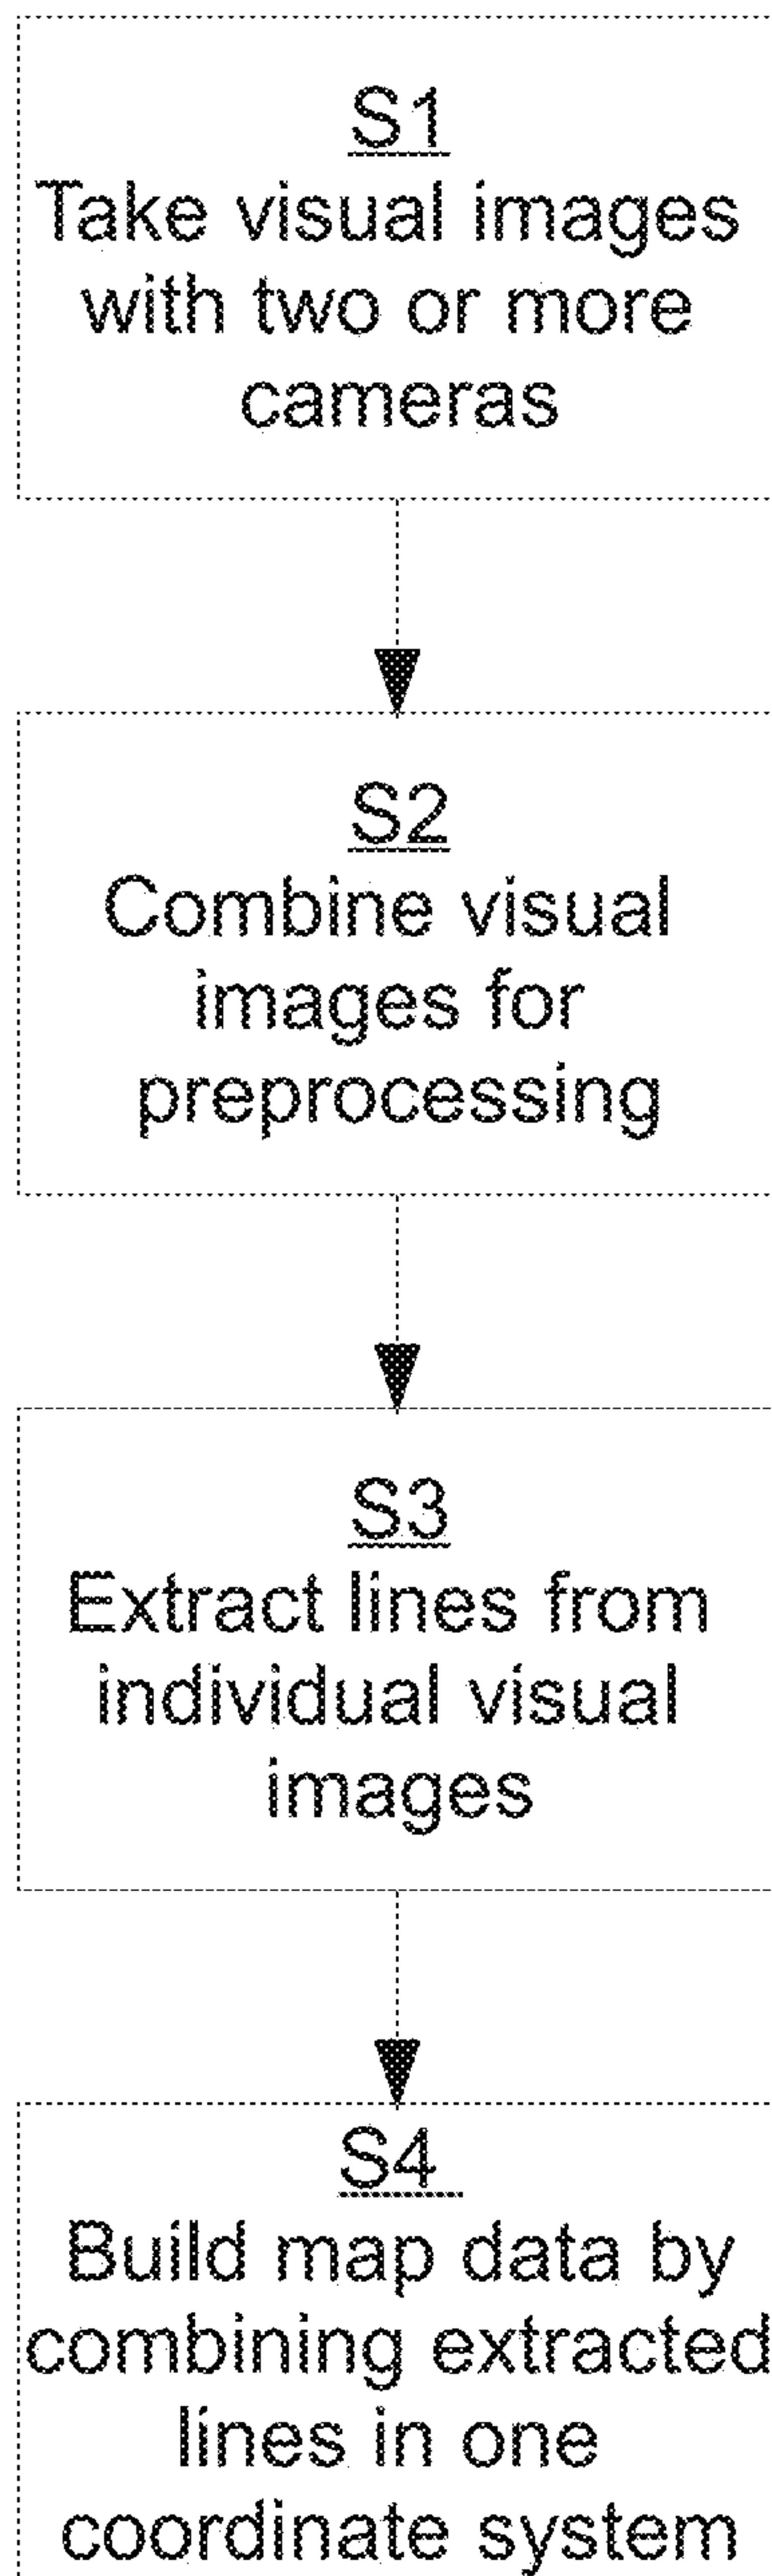 S1
Take visual images
with two or more
cameras
S2
Combine visual
images for
preprocessing
S3
Extract lines from
individual visual
images
S4
Build map data by
combining extracted
lines in one
coordinate system